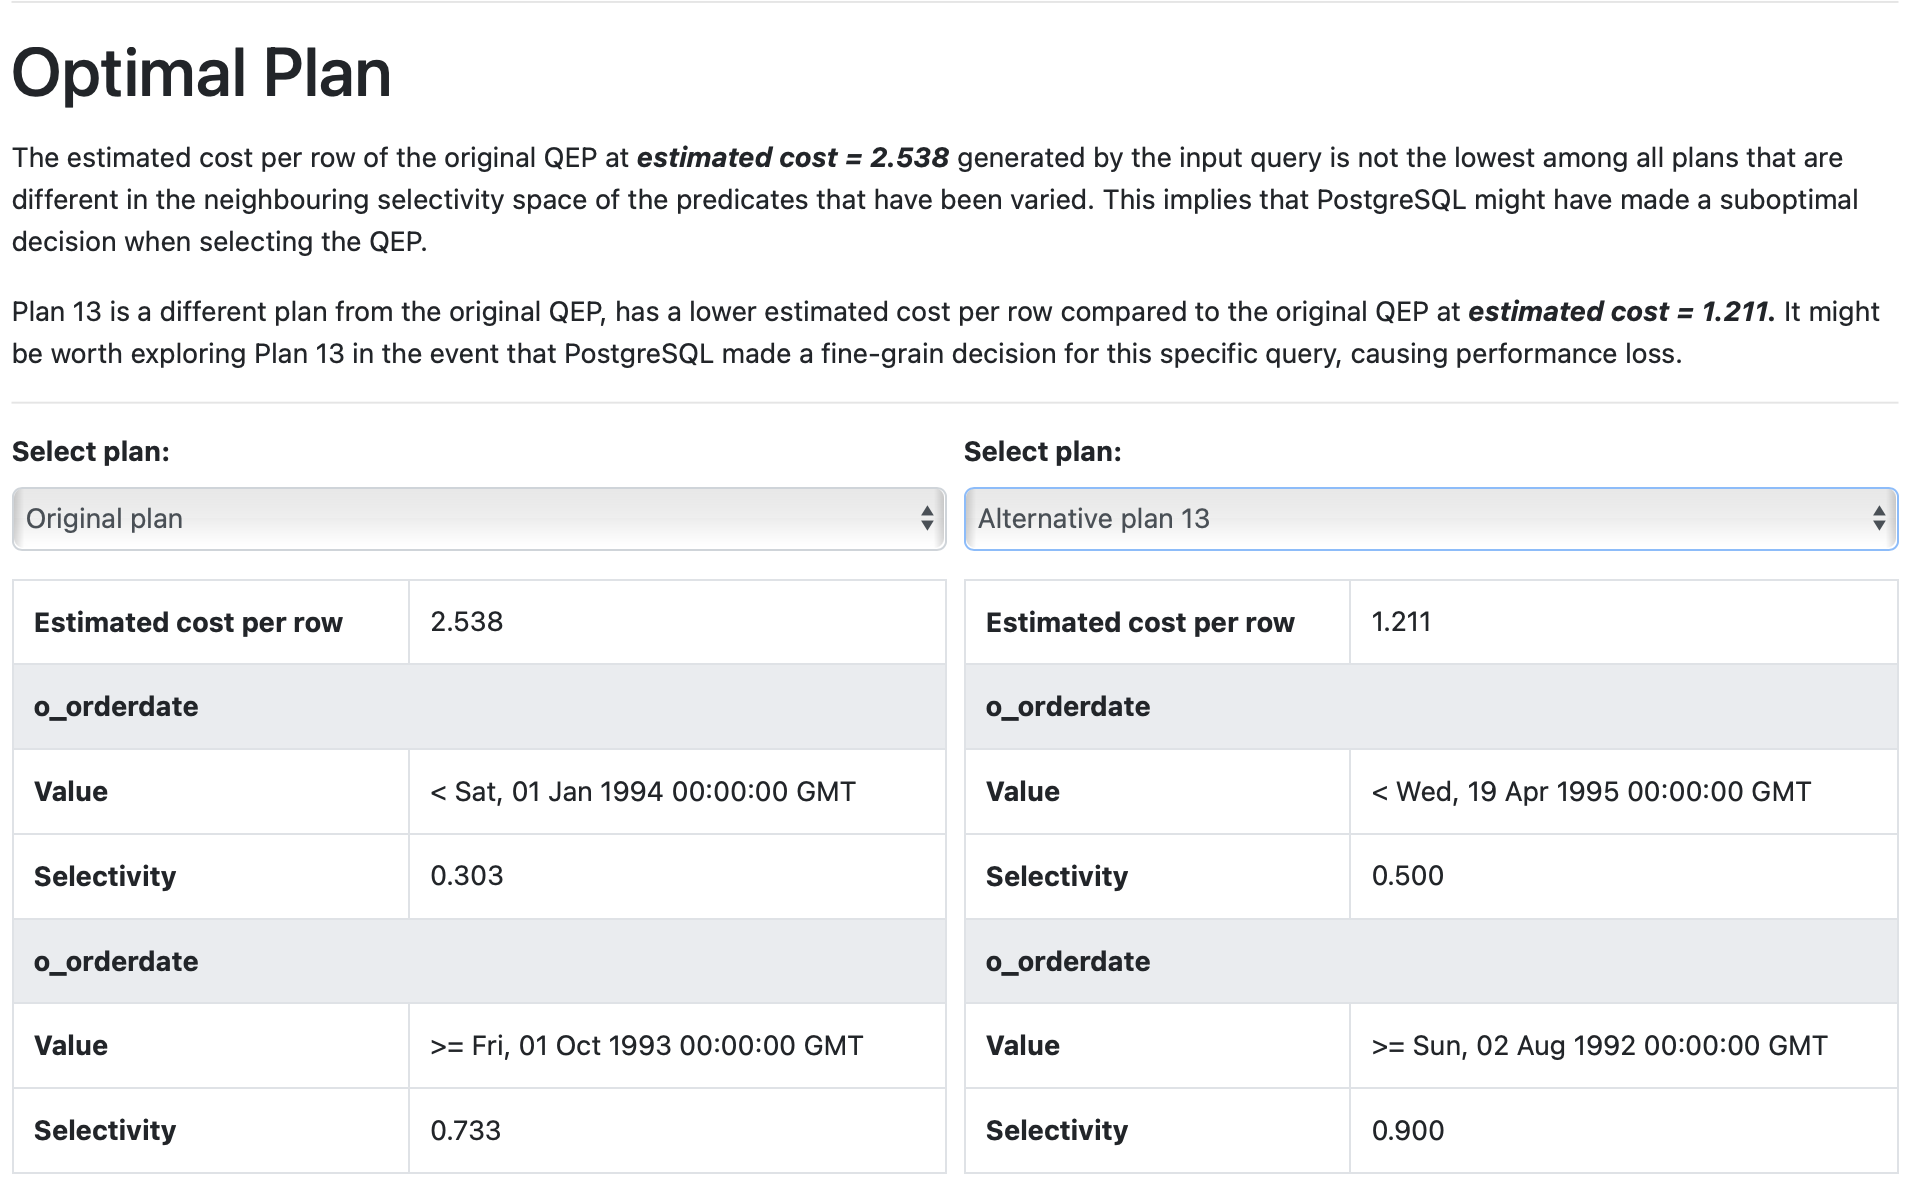 Optimal Plan
The estimated cost per row of the original QEP at estimated cost = 2.538 generated by the input query is not the lowest among all plans that are
different in the neighbouring selectivity space of the predicates that have been varied. This implies that PostgreSQL might have made a suboptimal
decision when selecting the QEP.
Plan 13 is a different plan from the original QEP, has a lower estimated cost per row compared to the original QEP at estimated cost = 1.211. It might
be worth exploring Plan 13 in the event that PostgreSQL made a fine-grain decision for this specific query, causing performance loss.
Select plan:
Original plan
Estimated cost per row 2.538
o_orderdate
Value < Sat, 01 Jan 1994 00:00:00 GMT
Selectivity 0.303
o_orderdate
Value >= Fri, 01 Oct 1993 00:00:00 GMT
Selectivity 0.733
Select plan:
Alternative plan 13
Estimated cost per row 1.211
o_orderdate
Value < Wed, 19 Apr 1995 00:00:00 GMT
Selectivity 0.500
o_orderdate
Value >= Sun, 02 Aug 1992 00:00:00 GMT
Selectivity 0.900